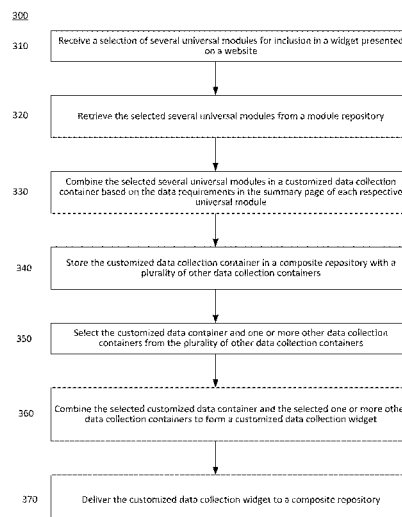 300
310
Receive a selection of several universal modules for inclusion in a widget presented
on a website
320
Retrieve the selected several universal modules from a module repository
330
Combine the selected several universal modules in a customized data collection
container based on the data requirements in the summary page of each respective
universal module
340
Store the customized data collection container in a composite repository with a
plurality of other data collection containers
350
Select the customized data container and one or more other data collection
containers from the plurality of other data collection containers
360
Combine the selected customized data container and the selected one or more othe
data collection containers to form a customized data collection widget
370
Deliver the customized data collection widget to a composite repository